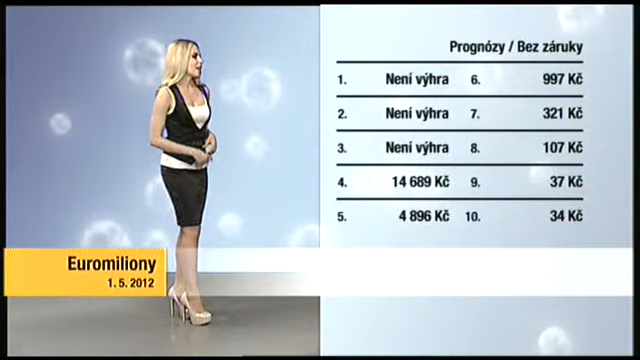 Prognózy / Bez záruky
1. Není výhra 6. 997 Kč
2. Není výhra 7. 321 Kč
3. Není výhra 8. 107 Kč
4. 14 689 Kč 9. 37 Kč
5. 4 896 Kč 10. 34 Kč
Euromiliony
1. 5. 2012